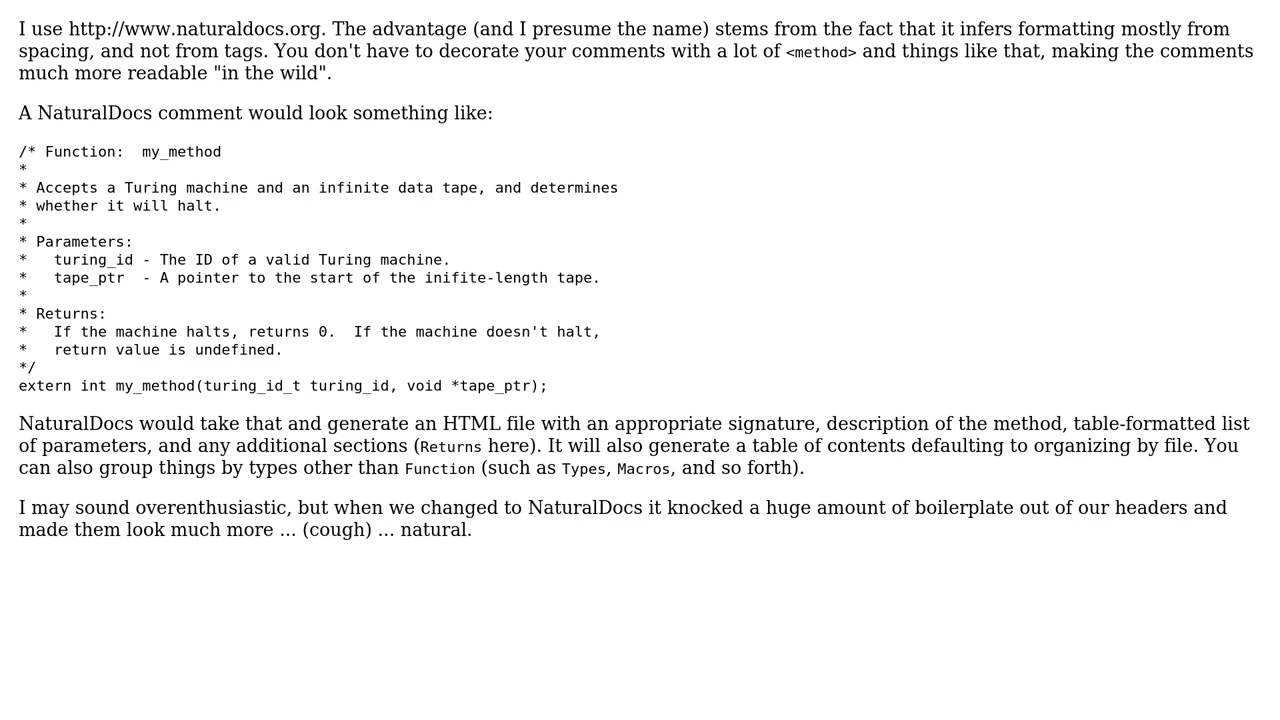 I use http://www.naturaldocs.org. The advantage (and I presume the name) stems from the fact that it infers formatting mostly from
spacing, and not from tags. You don't have to decorate your comments with a lot of <method> and things like that, making the comments
much more readable "in the wild".
A NaturalDocs comment would look something like:
/* Function:  my_method
*
* Accepts a Turing machine and an infinite data tape, and determines
* whether it will halt.
*
* Parameters:
*   turing_id - The ID of a valid Turing machine.
*   tape_ptr  - A pointer to the start of the inifite-length tape.
*
* Returns:
*   If the machine halts, returns 0.  If the machine doesn't halt,
*   return value is undefined.
*/
extern int my_method(turing_id_t turing_id, void *tape_ptr);
NaturalDocs would take that and generate an HTML file with an appropriate signature, description of the method, table-formatted list
of parameters, and any additional sections (Returns here). It will also generate a table of contents defaulting to organizing by file. You
can also group things by types other than Function (such as Types, Macros, and so forth).
I may sound overenthusiastic, but when we changed to NaturalDocs it knocked a huge amount of boilerplate out of our headers and
made them look much more ... (cough) ... natural.